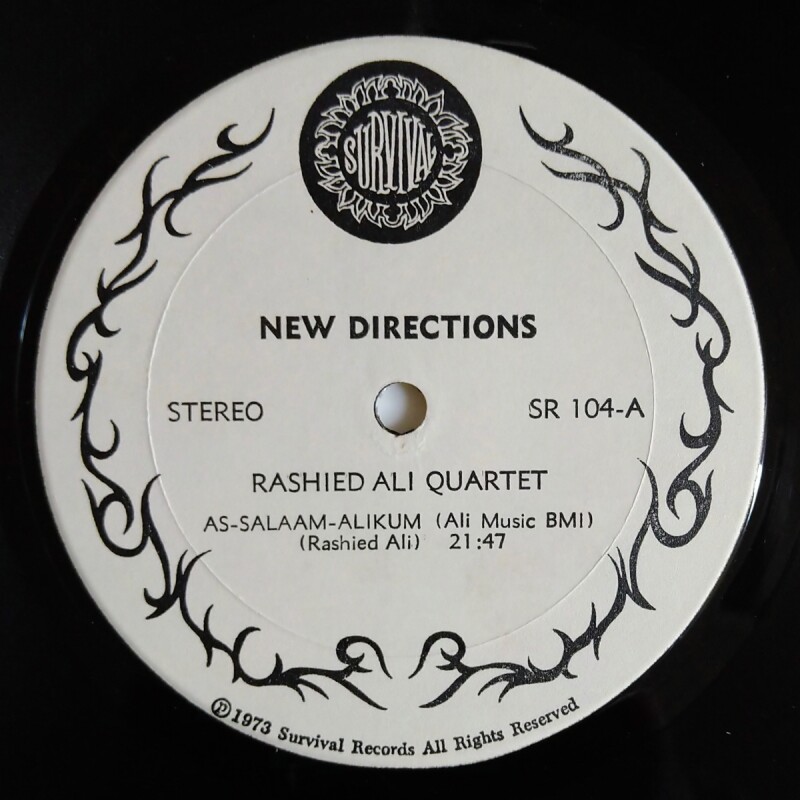 SURVIVAL
NEW DIRECTIONS
STEREO
SR 104-A
RASHIED ALI QUARTET
AS-SALAAM-ALIKUM (Ali Music BMI)
(Rashied Ali) 21:47
℗ 1973 Survival Records All Rights Reserved